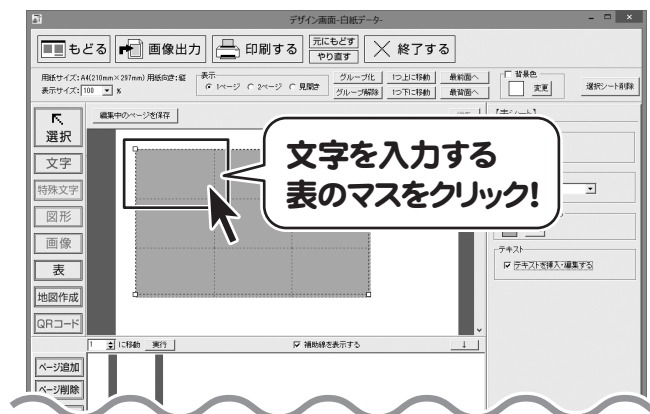 デザイン画面-白紙データ-
もどる
画像出力
印刷する
元にもどす
やり直す
終了する
用紙サイズ:A4(210mm×297mm) 用紙向き:縦
表示サイズ: 100 %
表示
1ページ 2ページ 見開き
グループ化 1つ上に移動 最前面へ
グループ解除 1つ下に移動 最背面へ
背景色
変更
選択シート削除
編集中のページを保存
選択
文字
特殊文字
図形
画像
表
地図作成
QRコード
文字を入力する
表のマスをクリック!
テキスト
テキストを挿入・編集する
1 に移動 実行
補助線を表示する
↓
ページ追加
ページ削除